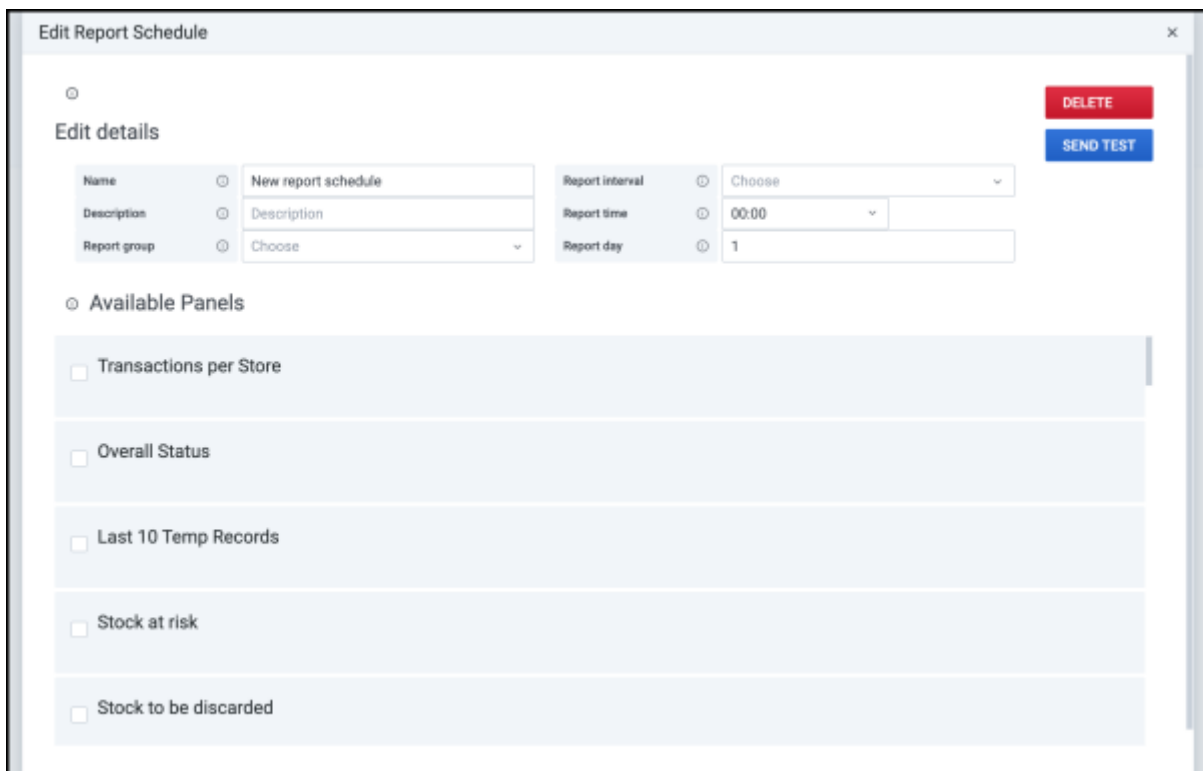 Edit Report Schedule ×
DELETE
Edit details
SEND TEST
Name New report schedule Report interval Choose
Description Description Report time 00:00
Report group Choose Report day 1
Available Panels
Transactions per Store
Overall Status
Last 10 Temp Records
Stock at risk
Stock to be discarded